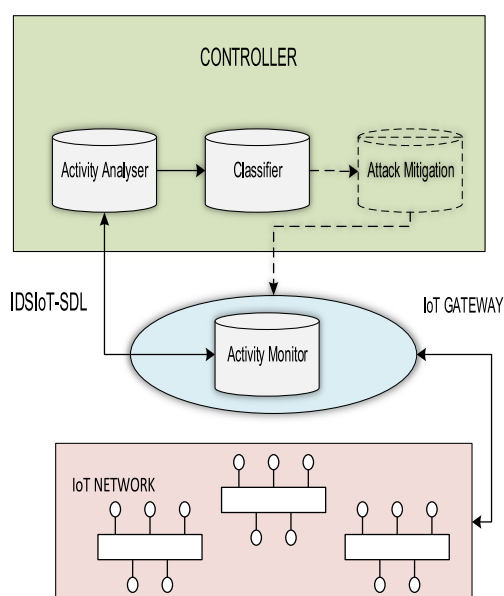 CONTROLLER
Activity Analyser
Classifier
Attack Mitigation
IDSIoT-SDL
IoT GATEWAY
Activity Monitor
IoT NETWORK